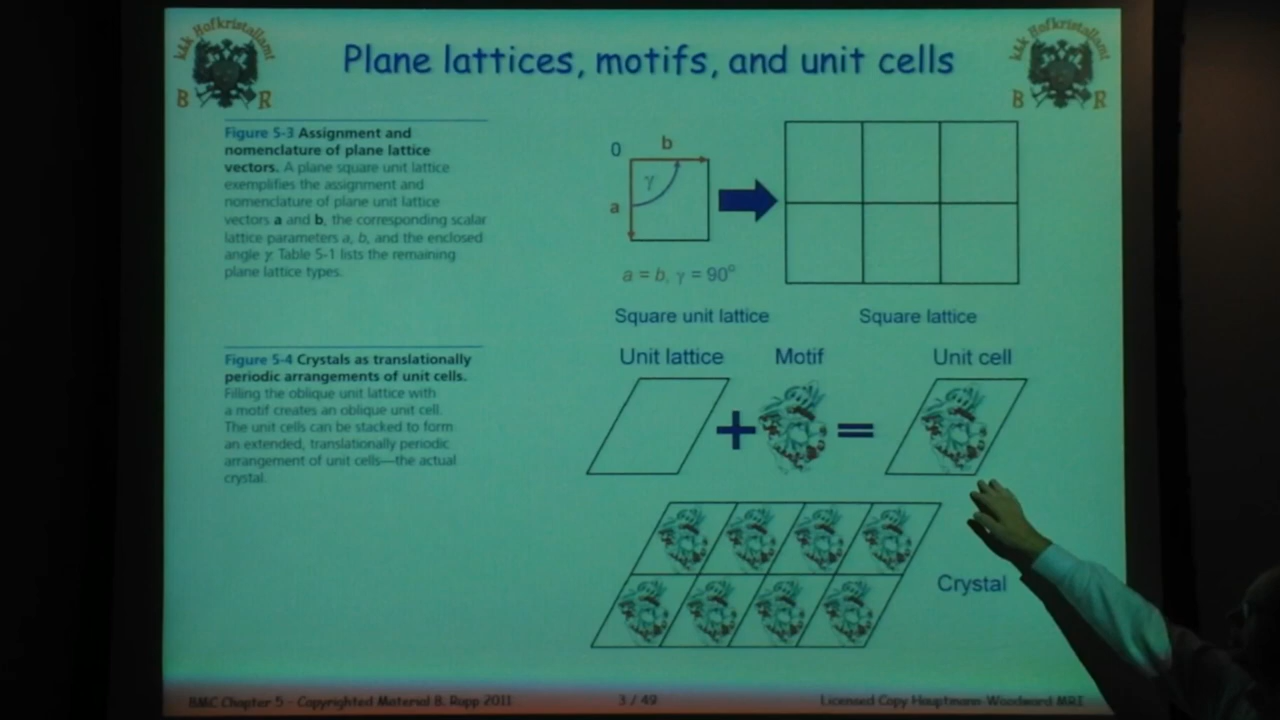 k&k Hofkristallamt
B R
Plane lattices, motifs, and unit cells
k&k Hofkristallamt
B R
Figure 5-3 Assignment and
nomenclature of plane lattice
vectors. A plane square unit lattice
exemplifies the assignment and
nomenclature of plane unit lattice
vectors a and b, the corresponding scalar
lattice parameters a, b, and the enclosed
angle γ. Table 5-1 lists the remaining
plane lattice types.
0 b
γ
a
a = b, γ = 90°
Square unit lattice
Square lattice
Figure 5-4 Crystals as translationally
periodic arrangements of unit cells.
Filling the oblique unit lattice with
a motif creates an oblique unit cell.
The unit cells can be stacked to form
an extended, translationally periodic
arrangement of unit cells—the actual
crystal.
Unit lattice Motif Unit cell
+ =
Crystal
BMC Chapter 5 - Copyrighted Material B. Rupp 2011
3 / 49
Licensed Copy Hauptmann Woodward MRI